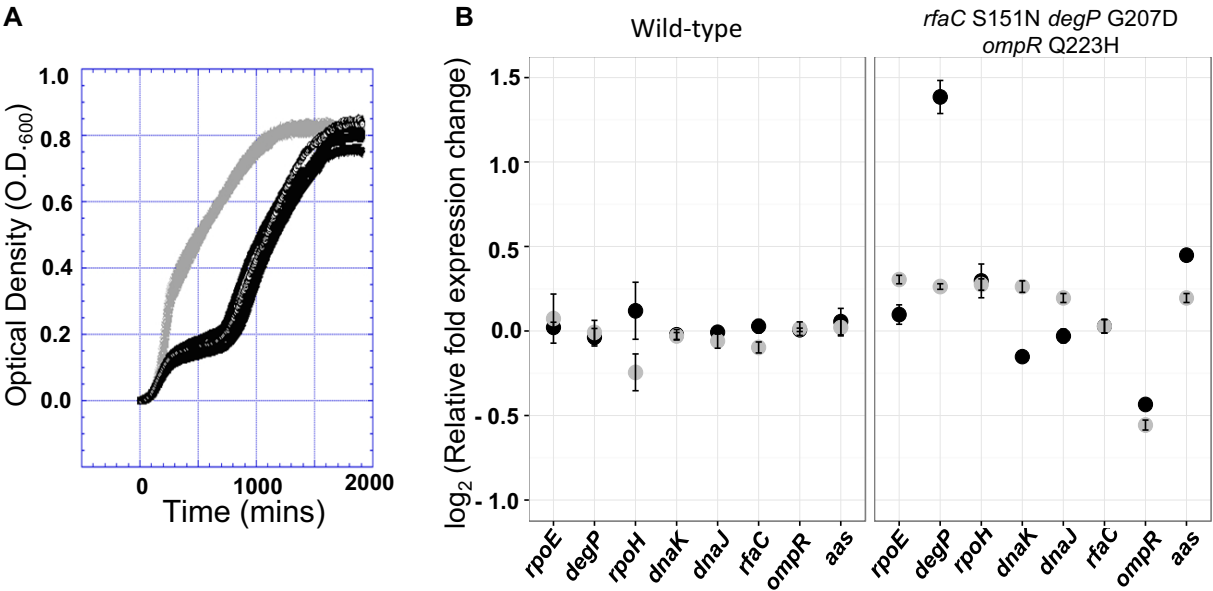 A
Optical Density (O.D.600)
1.0
0.8
0.6
0.4
0.2
0.0
0
1000
2000
Time (mins)
B
Wild-type
rfaC S151N degP G207D
ompR Q223H
log2 (Relative fold expression change)
1.5
1.0
0.5
0.0
- 0.5
- 1.0
rpoE
degP
rpoH
dnaK
dnaJ
rfaC
ompR
aas
rpoE
degP
rpoH
dnaK
dnaJ
rfaC
ompR
aas